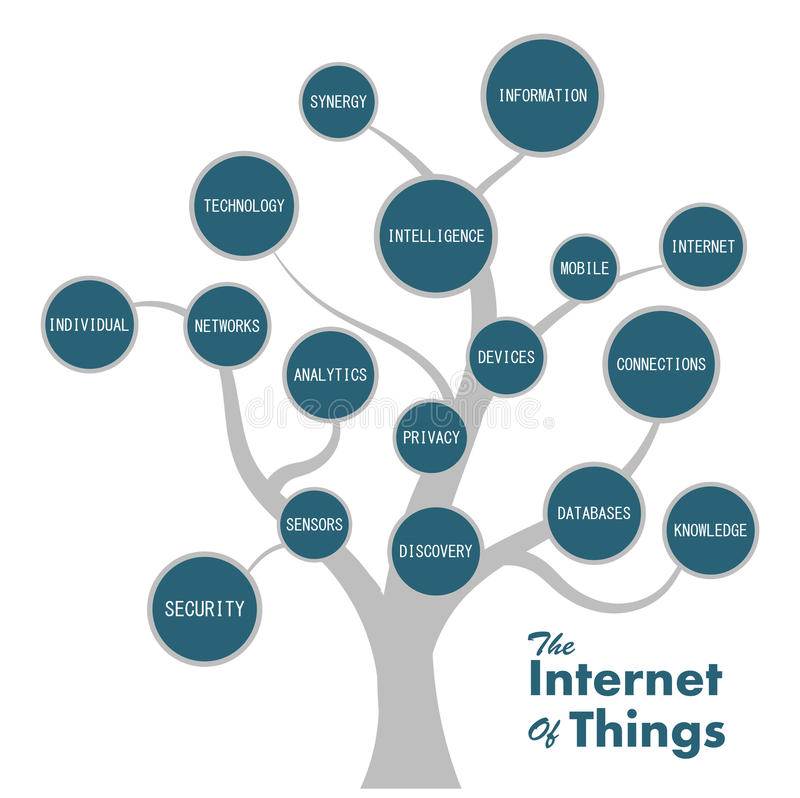 INFORMATION
SYNERGY
TECHNOLOGY
INTELLIGENCE
INTERNET
MOBILE
INDIVIDUAL
NETWORKS
DEVICES
CONNECTIONS
ANALYTICS
PRIVACY
DATABASES
SENSORS
KNOWLEDGE
DISCOVERY
SECURITY
The
Internet
Of Things
dreamstime